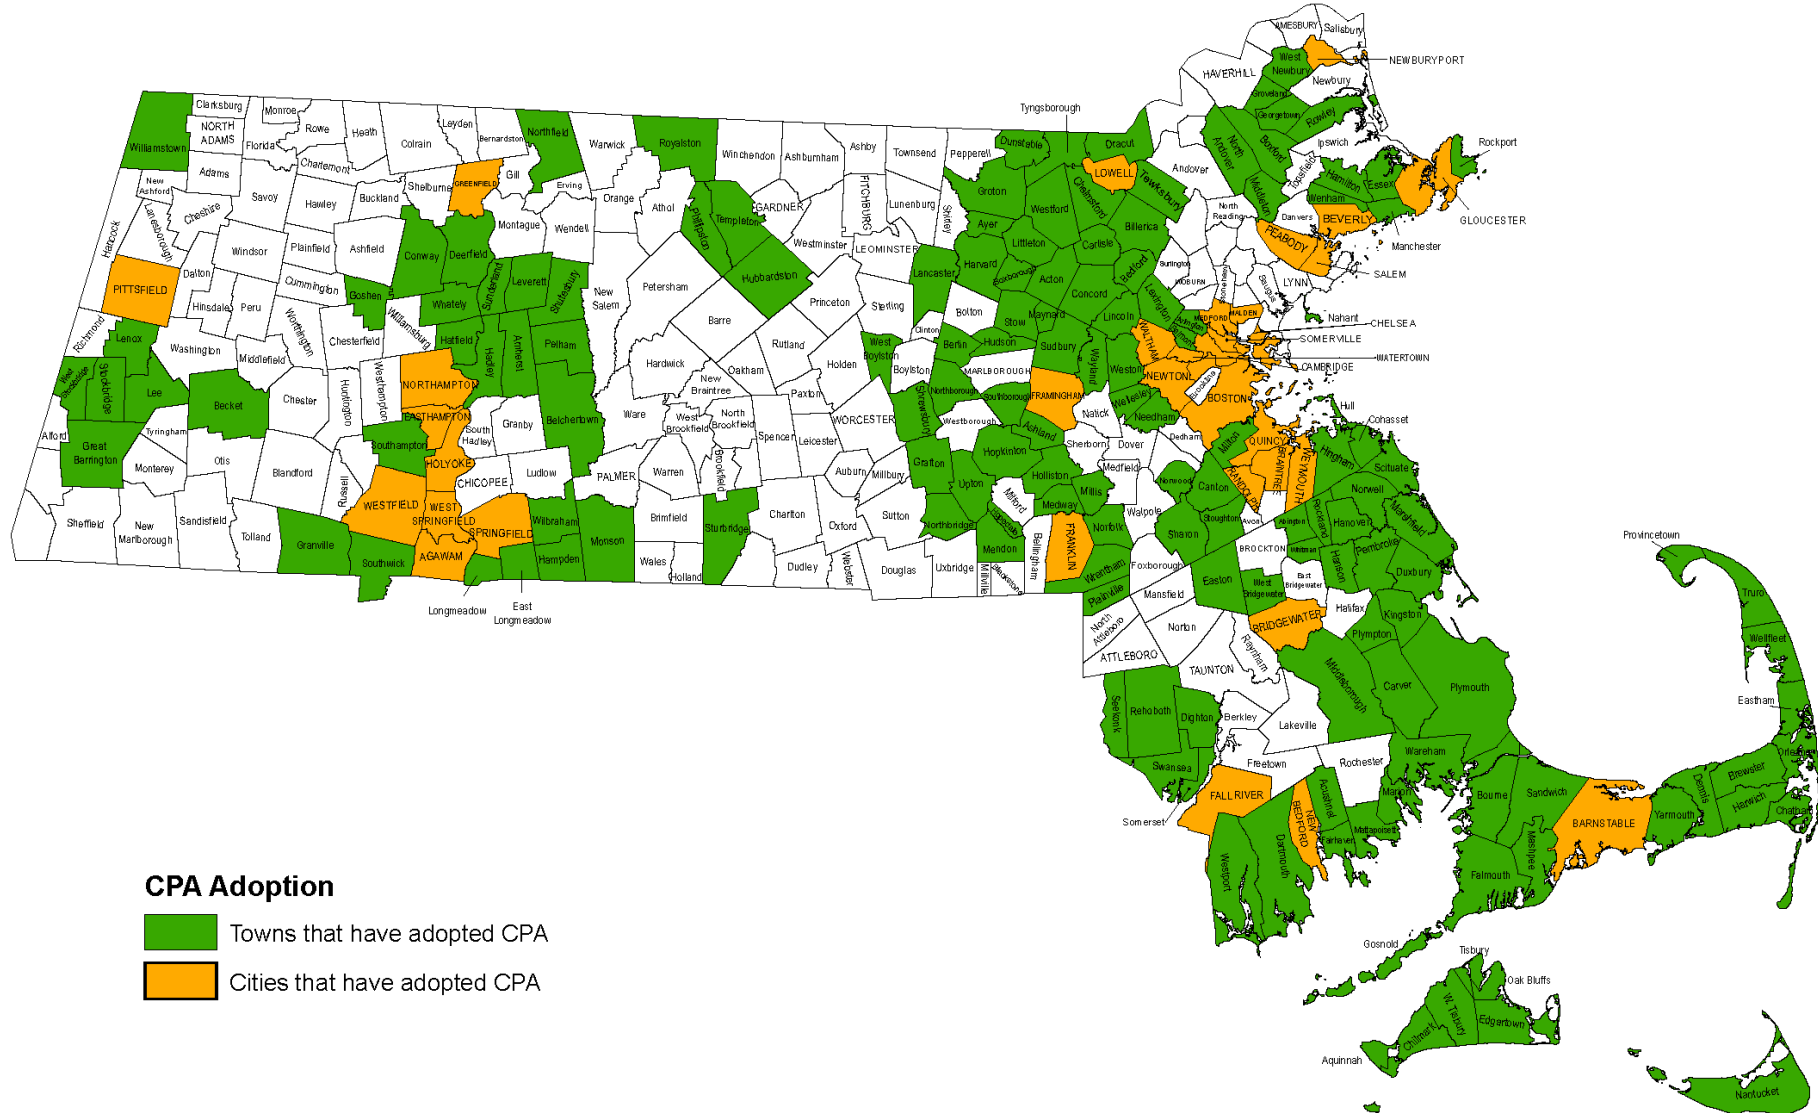 AMESBURY
Salisbury
NEWBURYPORT
West
Newbury
Newbury
HAVERHILL
Groveland
Georgetown
Rowley
Tyngsborough
Rockport
Clarksburg
Monroe
NORTH
ADAMS
Rowe
Heath
Florida
Colrain
Leyden
Bernardston
Northfield
Warwick
Royalston
Winchendon
Ashburnham
Ashby
Townsend
Pepperell
Dunstable
Dracut
Andover
North
Andover
Boxford
Topsfield
Ipswich
Williamstown
New
Ashford
Adams
Savoy
Charlemont
Hawley
Buckland
Shelburne
GREENFIELD
Gill
Erving
Orange
Athol
Phillipston
Templeton
GARDNER
Westminster
FITCHBURG
Lunenburg
Shirley
Groton
Westford
Chelmsford
LOWELL
Tewksbury
Middleton
Hamilton
Essex
Wenham
Danvers
BEVERLY
GLOUCESTER
Manchester
North
Reading
PEABODY
SALEM
Hancock
Lanesborough
Cheshire
Windsor
Plainfield
Ashfield
Conway
Deerfield
Montague
Wendell
LEOMINSTER
Ayer
Littleton
Carlisle
Billerica
Burlington
WOBURN
Stoneham
Saugus
LYNN
Nahant
PITTSFIELD
Dalton
Hinsdale
Peru
Cummington
Worthington
Goshen
Chesterfield
Williamsburg
Whately
Sunderland
Leverett
Shutesbury
New
Salem
Petersham
Hubbardston
Princeton
Sterling
Lancaster
Harvard
Boxborough
Acton
Bedford
Concord
Lexington
Lincoln
Maynard
Stow
Bolton
Clinton
Barre
Rutland
Holden
West
Boylston
Boylston
Berlin
Hudson
Sudbury
Wayland
Weston
WALTHAM
Arlington
Belmont
MEDFORD
MALDEN
CHELSEA
SOMERVILLE
WATERTOWN
CAMBRIDGE
Richmond
Lenox
Washington
Middlefield
Hatfield
Hadley
Amherst
Pelham
Hardwick
Oakham
New
Braintree
MARLBOROUGH
Northborough
Southborough
FRAMINGHAM
Natick
Wellesley
NEWTON
Brookline
BOSTON
Needham
West
Stockbridge
Stockbridge
Lee
Becket
Chester
Huntington
Westhampton
NORTHAMPTON
EASTHAMPTON
South
Hadley
Granby
Belchertown
Ware
West
Brookfield
North
Brookfield
Spencer
Leicester
Paxton
WORCESTER
Shrewsbury
Westborough
Ashland
Sherborn
Dover
Dedham
Milton
QUINCY
Hull
Cohasset
Alford
Great
Barrington
Tyringham
Monterey
Otis
Blandford
Russell
Southampton
HOLYOKE
CHICOPEE
Ludlow
PALMER
Warren
Brookfield
Auburn
Millbury
Grafton
Upton
Hopkinton
Holliston
Milford
Medway
Millis
Medfield
Norwood
Canton
RANDOLPH
BRAINTREE
WEYMOUTH
Hingham
Scituate
Norwell
Sheffield
New
Marlborough
Sandisfield
Tolland
Granville
Southwick
WESTFIELD
WEST
SPRINGFIELD
AGAWAM
SPRINGFIELD
Wilbraham
Hampden
Monson
Brimfield
Wales
Holland
Sturbridge
Charlton
Oxford
Sutton
Northbridge
Hopedale
Mendon
Dudley
Webster
Douglas
Uxbridge
Millville
Blackstone
Bellingham
FRANKLIN
Norfolk
Walpole
Sharon
Stoughton
Avon
Abington
Rockland
Hanover
Marshfield
Longmeadow
East
Longmeadow
Wrentham
Plainville
Foxborough
Mansfield
Easton
BROCKTON
Whitman
Hanson
Pembroke
Duxbury
West
Bridgewater
East
Bridgewater
BRIDGEWATER
Halifax
Kingston
Plympton
Plymouth
Carver
Middleborough
North
Attleboro
ATTLEBORO
Norton
Raynham
TAUNTON
Seekonk
Rehoboth
Dighton
Berkley
Lakeville
Freetown
Rochester
Wareham
Swansea
Somerset
FALL RIVER
Westport
Dartmouth
NEW
BEDFORD
Acushnet
Fairhaven
Mattapoisett
Marion
Bourne
Sandwich
Falmouth
Mashpee
BARNSTABLE
Yarmouth
Dennis
Brewster
Harwich
Chatham
Orleans
Eastham
Wellfleet
Truro
Provincetown
Gosnold
Tisbury
Oak Bluffs
W. Tisbury
Edgartown
Chilmark
Aquinnah
Nantucket
CPA Adoption
Towns that have adopted CPA
Cities that have adopted CPA